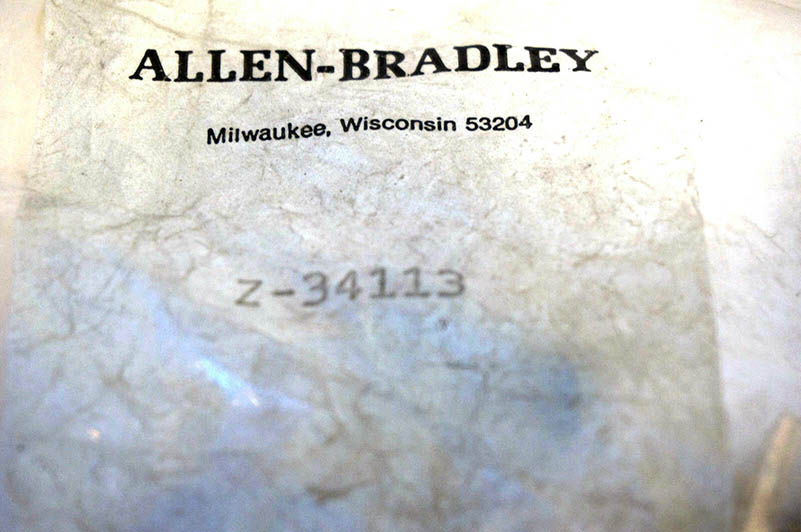 ALLEN-BRADLEY
Milwaukee, Wisconsin 53204
Z-34113